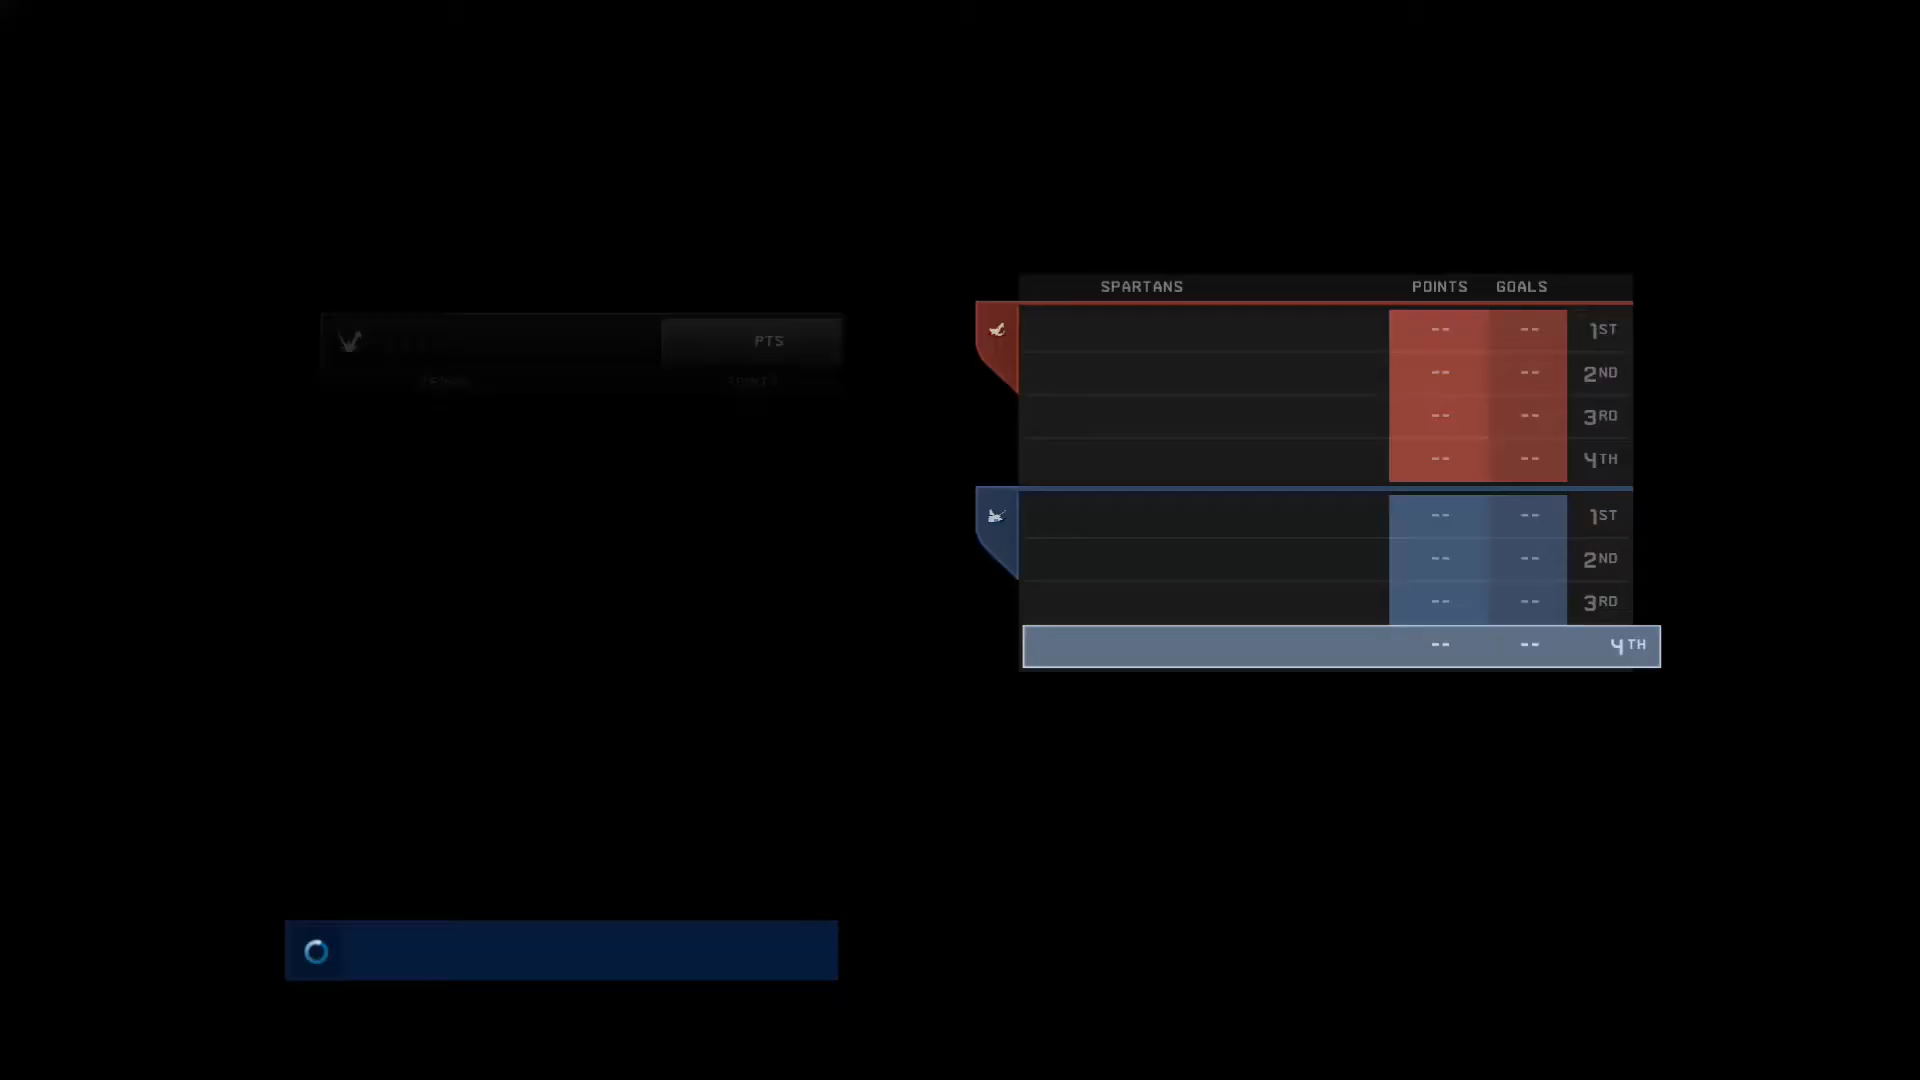 PTS
SPARTANS POINTS GOALS
-- -- 1ST
-- -- 2ND
-- -- 3RD
-- -- 4TH
-- -- 1ST
-- -- 2ND
-- -- 3RD
-- -- 4TH